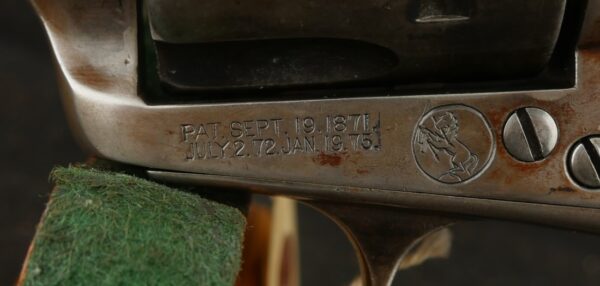 PAT. SEPT. 19. 1871.
JULY 2. 72. JAN. 19. 75.